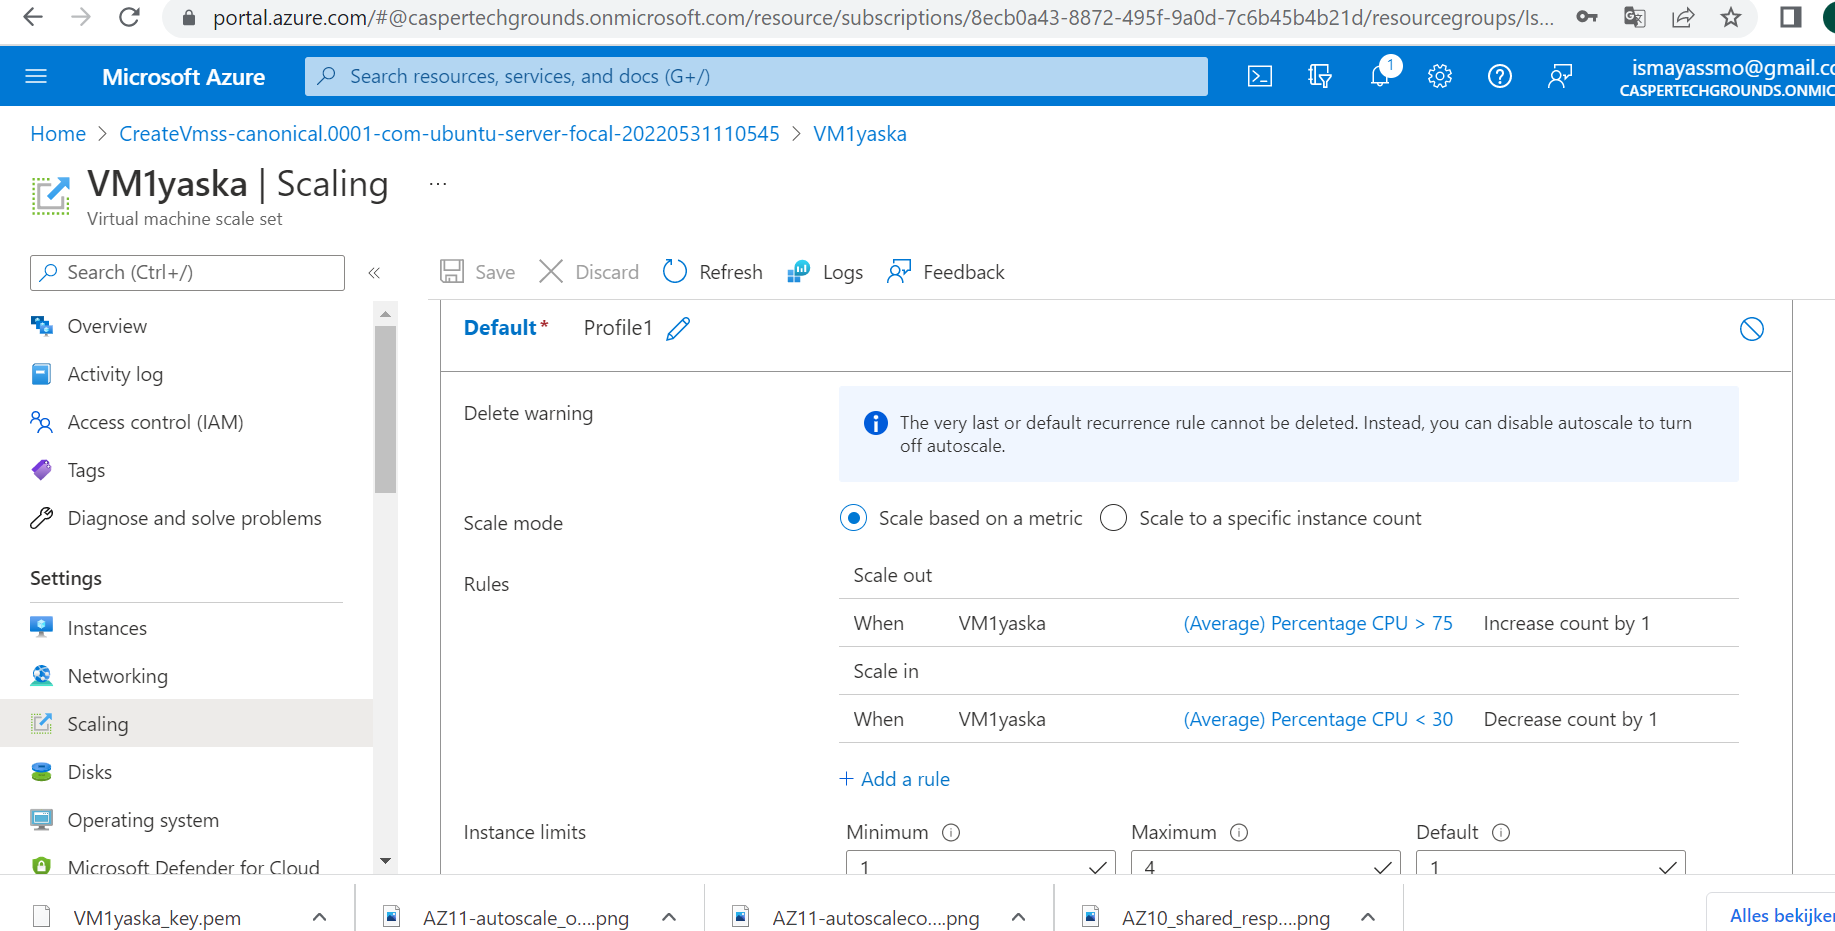 portal.azure.com/#@caspertechgrounds.onmicrosoft.com/resource/subscriptions/8ecb0a43-8872-495f-9a0d-7c6b45b4b21d/resourcegroups/Is...
Microsoft Azure
Search resources, services, and docs (G+/)
1
ismayassmo@gmail.co
CASPERTECHGROUNDS.ONMIC
Home > CreateVmss-canonical.0001-com-ubuntu-server-focal-20220531110545 > VM1yaska
VM1yaska | Scaling ...
Virtual machine scale set
Search (Ctrl+/)
«
Overview
Activity log
Access control (IAM)
Tags
Diagnose and solve problems
Settings
Instances
Networking
Scaling
Disks
Operating system
Microsoft Defender for Cloud
Save
Discard
Refresh
Logs
Feedback
Default* Profile1
Delete warning
The very last or default recurrence rule cannot be deleted. Instead, you can disable autoscale to turn
off autoscale.
Scale mode
Scale based on a metric
Scale to a specific instance count
Rules
Scale out
When VM1yaska (Average) Percentage CPU > 75 Increase count by 1
Scale in
When VM1yaska (Average) Percentage CPU < 30 Decrease count by 1
+ Add a rule
Instance limits
Minimum
1
Maximum
4
Default
1
VM1yaska_key.pem
AZ11-autoscale_o....png
AZ11-autoscaleco....png
AZ10_shared_resp....png
Alles bekijken